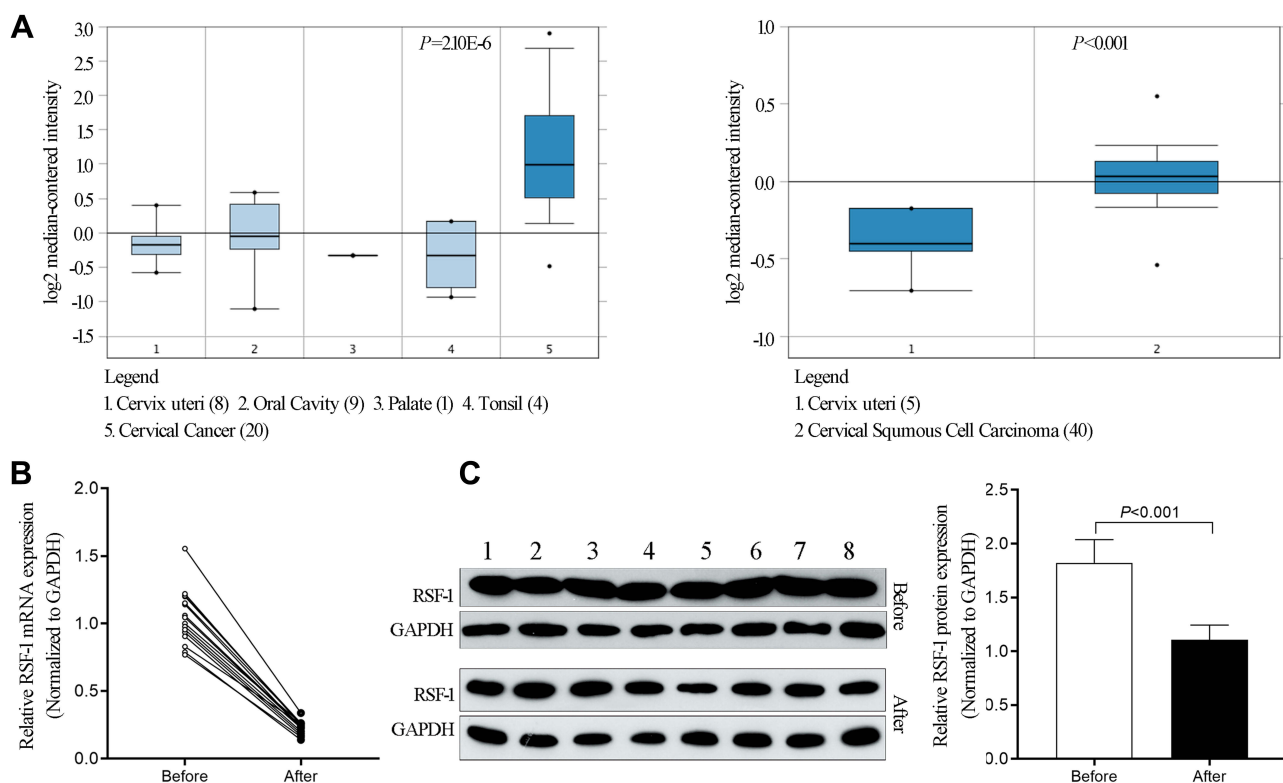 A
log2 median-contered intensity
3.0
2.5
2.0
1.5
1.0
0.5
0.0
-0.5
-1.0
-1.5
P=2.10E-6
1 2 3 4 5
Legend
1. Cervix uteri (8) 2. Oral Cavity (9) 3. Palate (1) 4. Tonsil (4)
5. Cervical Cancer (20)
log2 median-contered intensity
1.0
0.5
0.0
-0.5
-1.0
P<0.001
1 2
Legend
1. Cervix uteri (5)
2 Cervical Squmous Cell Carcinoma (40)
B
Relative RSF-1 mRNA expression
(Normalized to GAPDH)
2.0
1.5
1.0
0.5
0.0
Before After
C
1 2 3 4 5 6 7 8
RSF-1
GAPDH
Before
RSF-1
GAPDH
After
Relative RSF-1 protein expression
(Normalized to GAPDH)
2.5
2.0
1.5
1.0
0.5
0.0
P<0.001
Before After